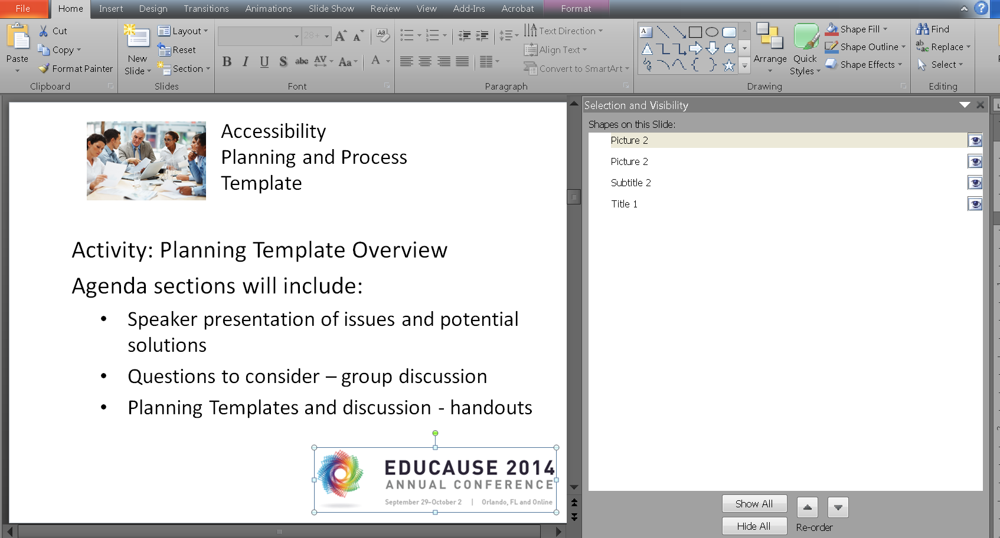 File Home Insert Design Transitions Animations Slide Show Review View Add-Ins Acrobat Format
Paste
Cut
Copy
Format Painter
Clipboard
New
Slide
Layout
Reset
Section
Slides
28+
B I U S abc AV Aa A
Font
Text Direction
Align Text
Convert to SmartArt
Paragraph
Arrange
Quick
Styles
Shape Fill
Shape Outline
Shape Effects
Drawing
Find
Replace
Select
Editing
Accessibility
Planning and Process
Template
Activity: Planning Template Overview
Agenda sections will include:
• Speaker presentation of issues and potential
solutions
• Questions to consider – group discussion
• Planning Templates and discussion - handouts
EDUCAUSE 2014
ANNUAL CONFERENCE
September 29–October 2 | Orlando, FL and Online
Selection and Visibility
Shapes on this Slide:
Picture 2
Picture 2
Subtitle 2
Title 1
Show All
Hide All
Re-order